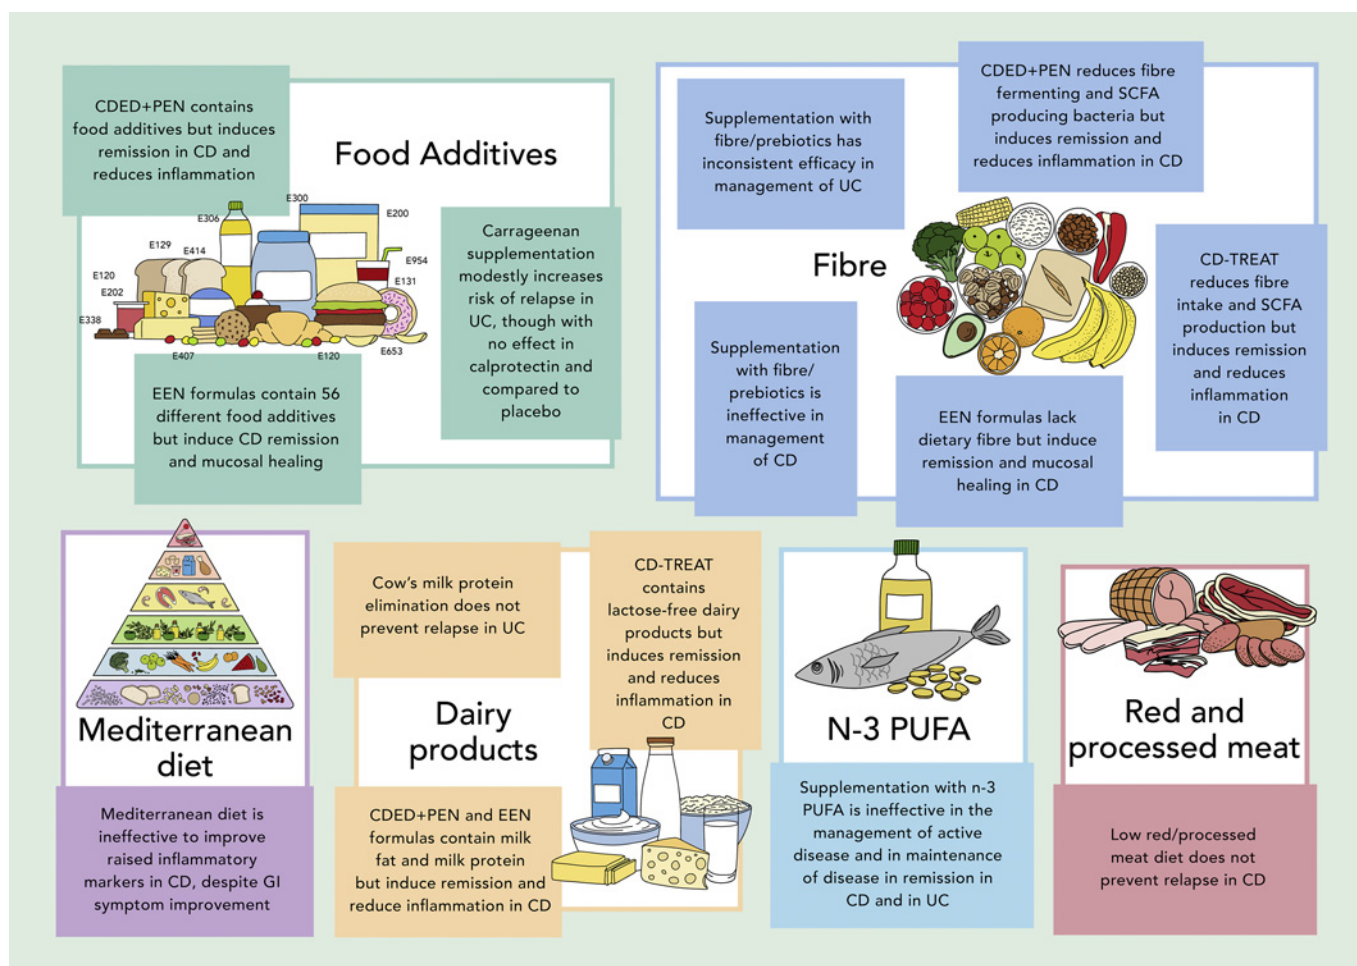 CDED+PEN contains
food additives but induces
remission in CD and
reduces inflammation
Food Additives
E300
E306
E200
E129
E414
E954
E120
E131
E202
E338
E407
E120
E653
Carrageenan
supplementation
modestly increases
risk of relapse in
UC, though with
no effect in
calprotectin and
compared to
placebo
EEN formulas contain 56
different food additives
but induce CD remission
and mucosal healing
Supplementation with
fibre/prebiotics has
inconsistent efficacy in
management of UC
CDED+PEN reduces fibre
fermenting and SCFA
producing bacteria but
induces remission and
reduces inflammation in CD
Fibre
CD-TREAT
reduces fibre
intake and SCFA
production but
induces remission
and reduces
inflammation
in CD
Supplementation
with fibre/
prebiotics is
ineffective in
management
of CD
EEN formulas lack
dietary fibre but induce
remission and mucosal
healing in CD
Mediterranean
diet
Mediterranean diet is
ineffective to improve
raised inflammatory
markers in CD, despite GI
symptom improvement
Cow's milk protein
elimination does not
prevent relapse in UC
CD-TREAT
contains
lactose-free dairy
products but
induces remission
and reduces
inflammation in
CD
Dairy
products
CDED+PEN and EEN
formulas contain milk
fat and milk protein
but induce remission and
reduce inflammation in CD
N-3 PUFA
Supplementation with n-3
PUFA is ineffective in the
management of active
disease and in maintenance
of disease in remission in
CD and in UC
Red and
processed meat
Low red/processed
meat diet does not
prevent relapse in CD